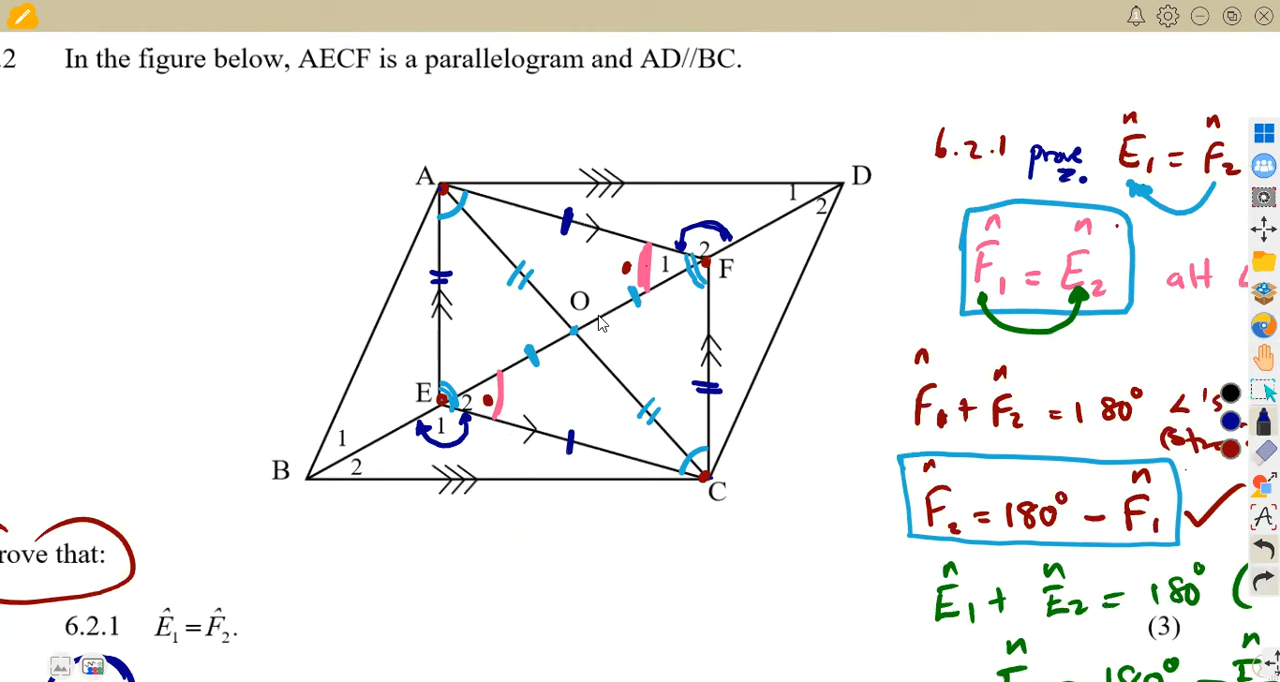 .2 In the figure below, AECF is a parallelogram and AD//BC.
6.2.1 prove Ê₁ = F̂₂
2.
A
D
1
2
2
1
F
F̂₁ = Ê₂ alt ∠
O
E
2
1
F̂₁ + F̂₂ = 180° ∠'s
1
2
B
C
F̂₂ = 180° - F̂₁ ✓
rove that:
Ê₁ + Ê₂ = 180° (
6.2.1 Ê₁ = F̂₂.
(3)